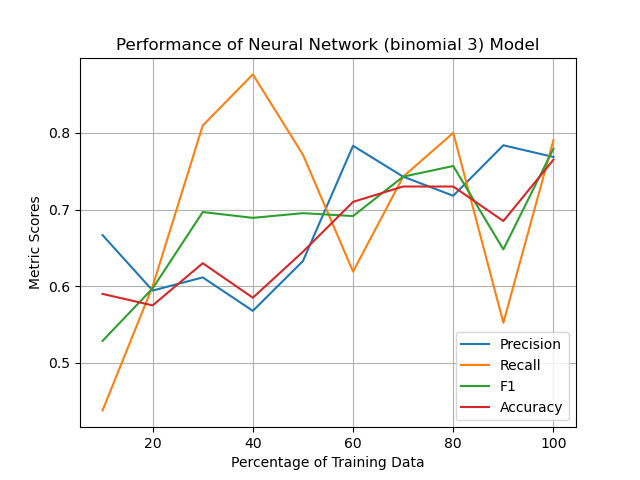 Performance of Neural Network (binomial 3) Model
Metric Scores
0.8
0.7
0.6
0.5
Precision
Recall
F1
Accuracy
20
40
60
80
100
Percentage of Training Data